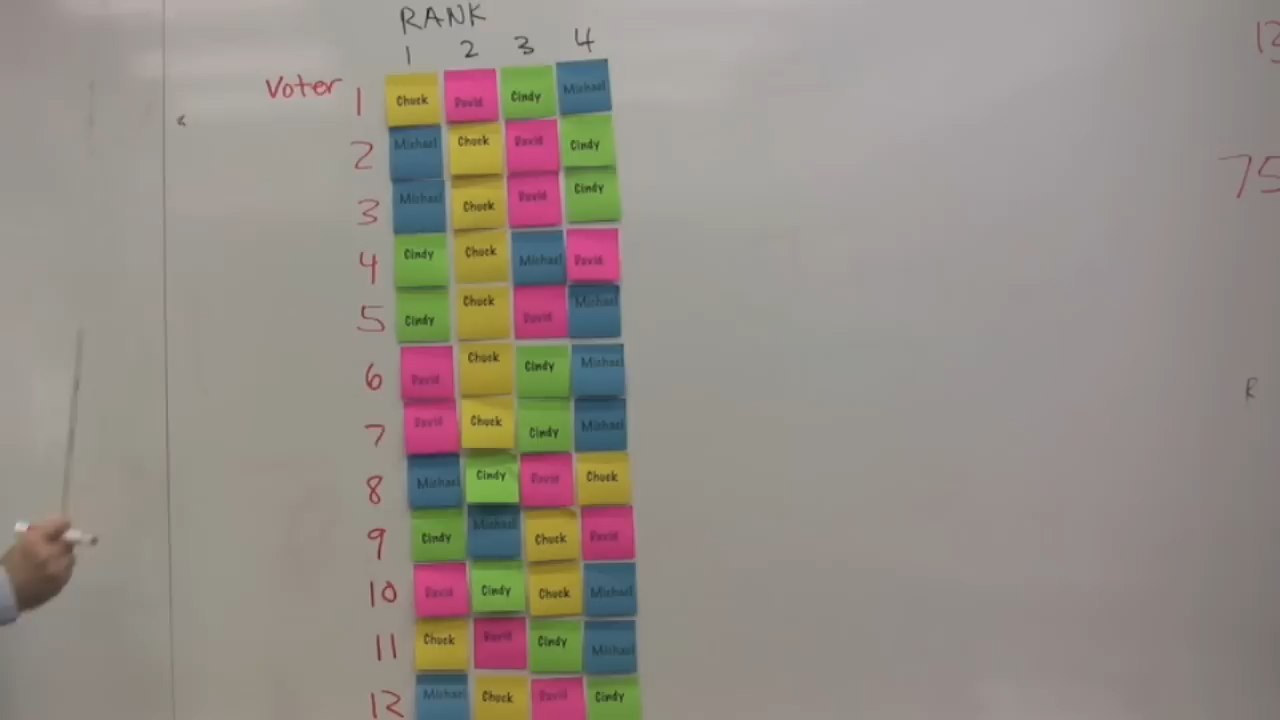 RANK
1 2 3 4
Voter 1 Chuck David Cindy Michael
2 Michael Chuck David Cindy
3 Michael Chuck David Cindy
4 Cindy Chuck Michael David
5 Cindy Chuck David Michael
6 David Chuck Cindy Michael
7 David Chuck Cindy Michael
8 Michael Cindy David Chuck
9 Cindy Michael Chuck David
10 David Cindy Chuck Michael
11 Chuck David Cindy Michael
12 Michael Chuck David Cindy
75
R